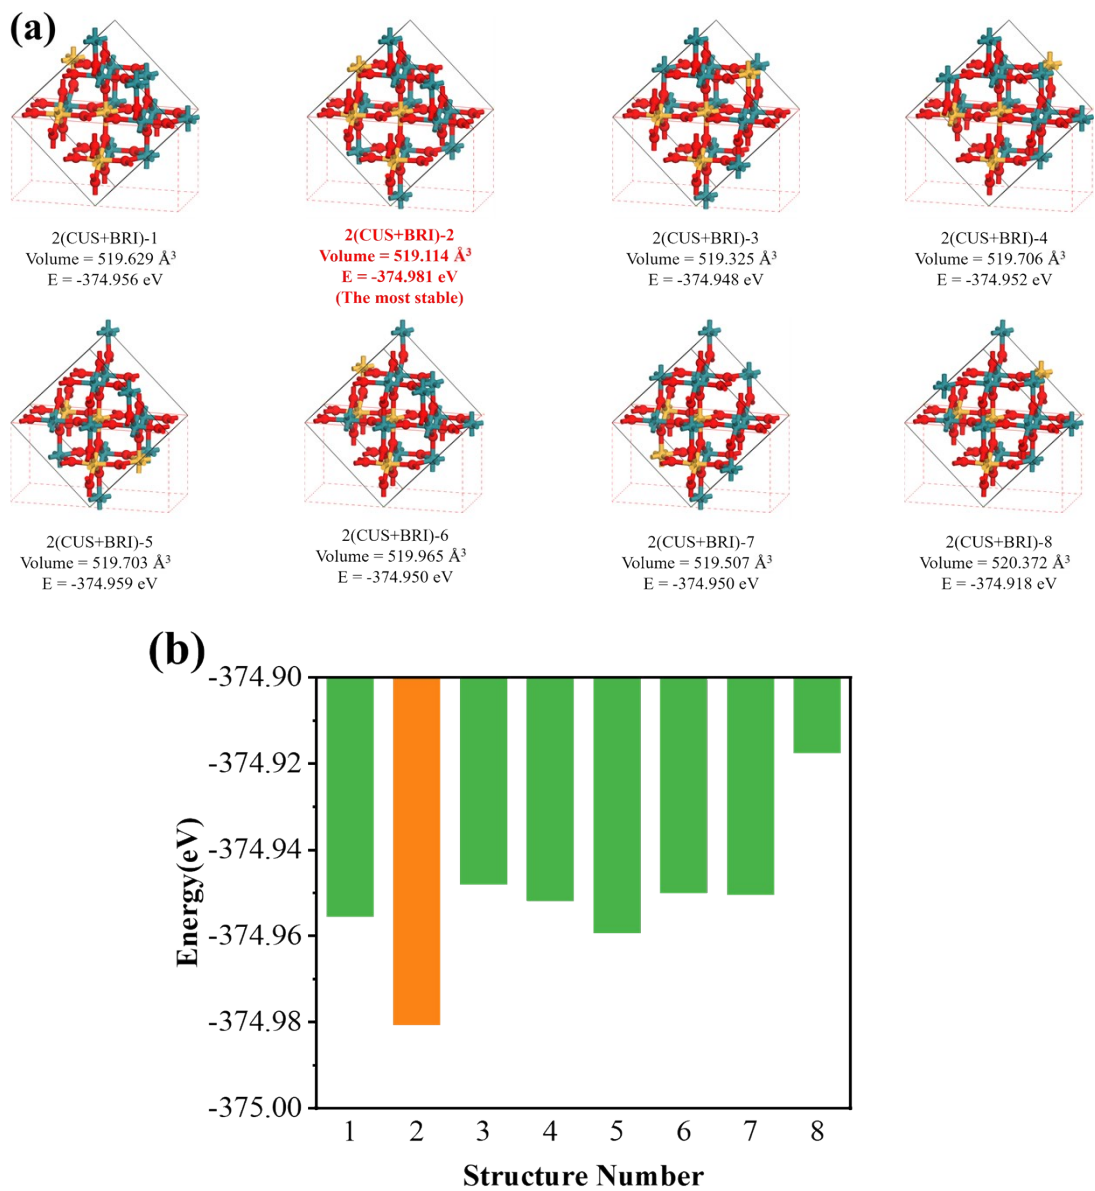 (a)
2(CUS+BRI)-1
Volume = 519.629 Å³
E = -374.956 eV
2(CUS+BRI)-2
Volume = 519.114 Å³
E = -374.981 eV
(The most stable)
2(CUS+BRI)-3
Volume = 519.325 Å³
E = -374.948 eV
2(CUS+BRI)-4
Volume = 519.706 Å³
E = -374.952 eV
2(CUS+BRI)-5
Volume = 519.703 Å³
E = -374.959 eV
2(CUS+BRI)-6
Volume = 519.965 Å³
E = -374.950 eV
2(CUS+BRI)-7
Volume = 519.507 Å³
E = -374.950 eV
2(CUS+BRI)-8
Volume = 520.372 Å³
E = -374.918 eV
(b)
Energy(eV)
-374.90
-374.92
-374.94
-374.96
-374.98
-375.00
1 2 3 4 5 6 7 8
Structure Number